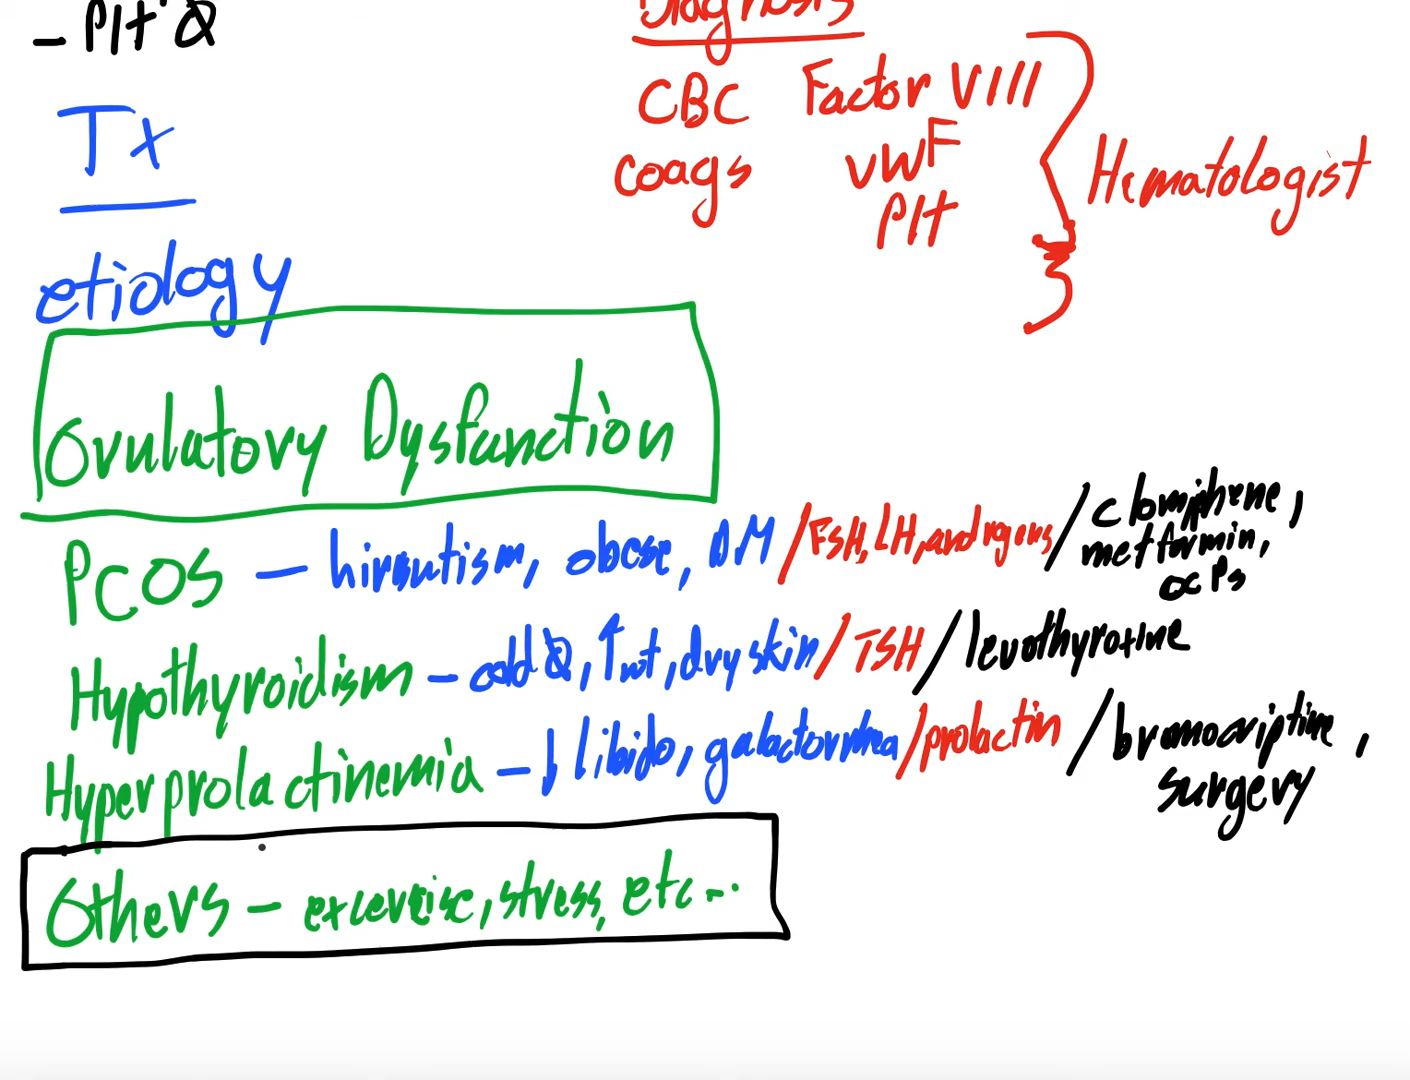 - Plt Q
Diagnosis
CBC Factor VIII
coags vWF
Plt
Hematologist
Tx
etiology
Ovulatory Dysfunction
PCOS - hirsutism, obese, DM / FSH, LH, androgens / clomiphene, metformin, OCPs
Hypothyroidism - cold Q, ↑wt, dry skin / TSH / levothyroxine
Hyperprolactinemia - ↓ libido, galactorrhea / prolactin / bromocriptine, surgery
Others - excercise, stress, etc...